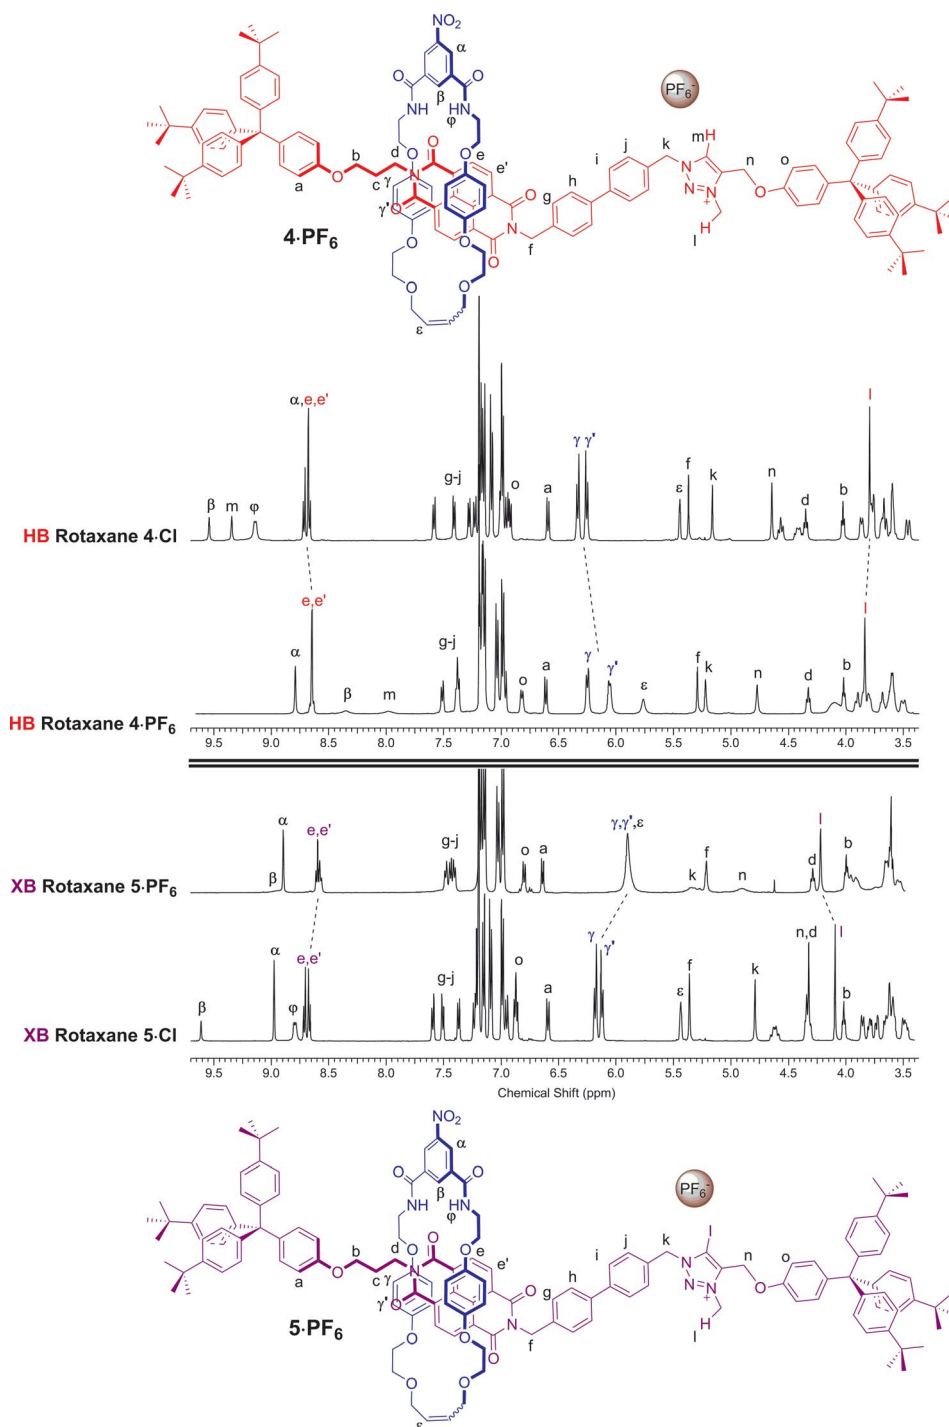 NO2
α
O
O
β
PF6-
NH
HN
φ
H
m
d
O
O
e
O
e'
b
i
j
k
N
n
o
c
γ
N
O
h
N
N+
O
a
O
γ'
O
g
O
N
f
H
l
4·PF6
O
O
O
O
ε
α,e,e'
γ
γ'
l
β
m
φ
g-j
o
a
ε
f
k
n
d
b
HB Rotaxane 4·Cl
e,e'
α
β
m
g-j
o
a
γ
γ'
ε
f
k
n
d
b
l
HB Rotaxane 4·PF6
9.5 9.0 8.5 8.0 7.5 7.0 6.5 6.0 5.5 5.0 4.5 4.0 3.5
α
β
e,e'
g-j
o
a
γ,γ',ε
k
f
n
d
l
b
XB Rotaxane 5·PF6
β
α
φ
e,e'
g-j
o
a
γ
γ'
ε
f
k
n,d
l
b
XB Rotaxane 5·Cl
9.5 9.0 8.5 8.0 7.5 7.0 6.5 6.0 5.5 5.0 4.5 4.0 3.5
Chemical Shift (ppm)
NO2
α
O
O
β
PF6-
NH
HN
φ
I
d
O
O
e
O
e'
b
i
j
k
N
n
o
c
γ
N
O
h
N
N+
O
a
O
γ'
O
g
O
N
f
H
l
5·PF6
O
O
O
O
ε